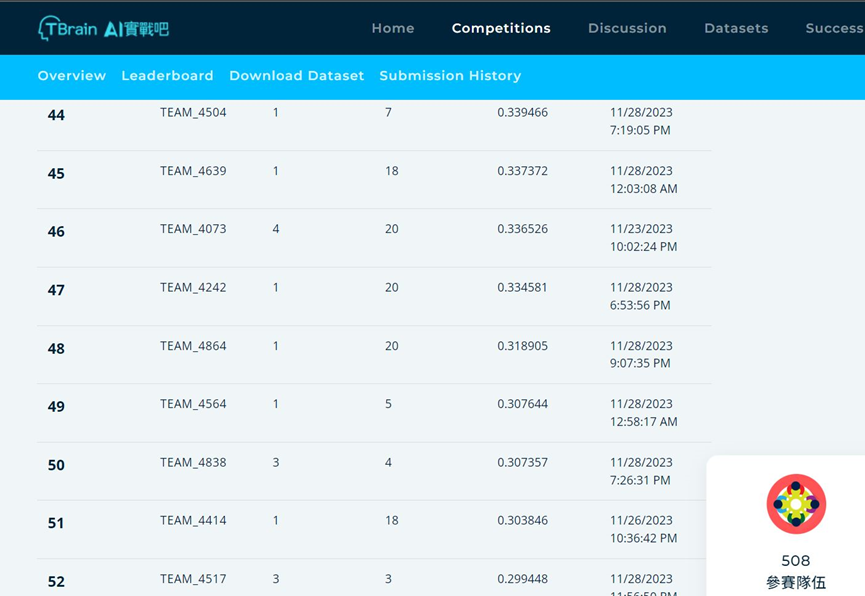 TBrain AI實戰吧 Home Competitions Discussion Datasets Success
Overview Leaderboard Download Dataset Submission History
44 TEAM_4504 1 7 0.339466 11/28/2023
7:19:05 PM
45 TEAM_4639 1 18 0.337372 11/28/2023
12:03:08 AM
46 TEAM_4073 4 20 0.336526 11/23/2023
10:02:24 PM
47 TEAM_4242 1 20 0.334581 11/28/2023
6:53:56 PM
48 TEAM_4864 1 20 0.318905 11/28/2023
9:07:35 PM
49 TEAM_4564 1 5 0.307644 11/28/2023
12:58:17 AM
50 TEAM_4838 3 4 0.307357 11/28/2023
7:26:31 PM
51 TEAM_4414 1 18 0.303846 11/26/2023
10:36:42 PM
52 TEAM_4517 3 3 0.299448 11/28/2023
11:56:50 PM
508
參賽隊伍